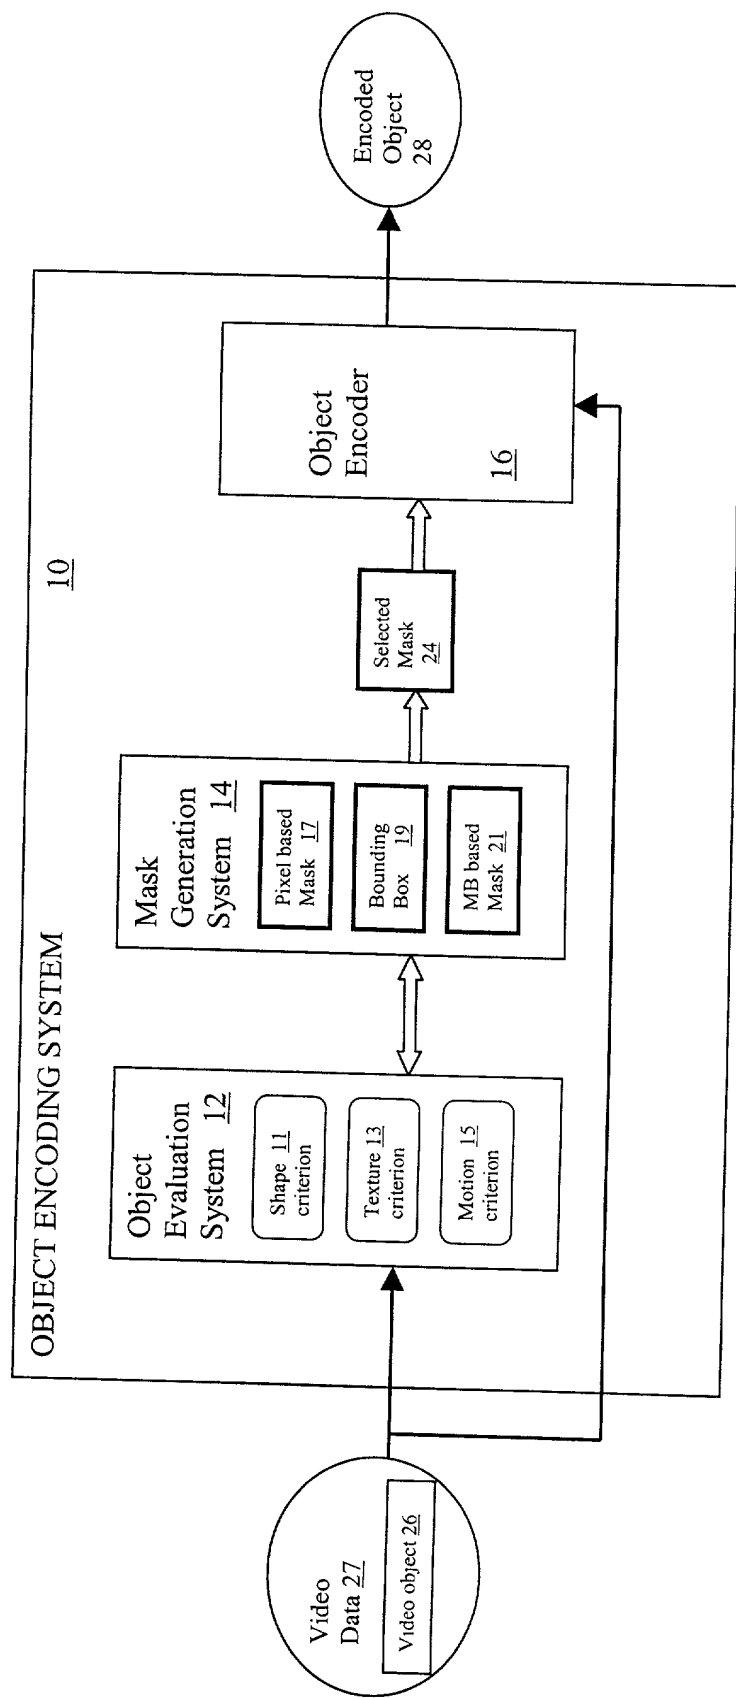 OBJECT ENCODING SYSTEM
10
Video
Data 27
Video object 26
Object
Evaluation
System 12
Shape 11
criterion
Texture 13
criterion
Motion 15
criterion
Mask
Generation
System 14
Pixel based
Mask 17
Bounding
Box 19
MB based
Mask 21
Selected
Mask
24
Object
Encoder
16
Encoded
Object
28